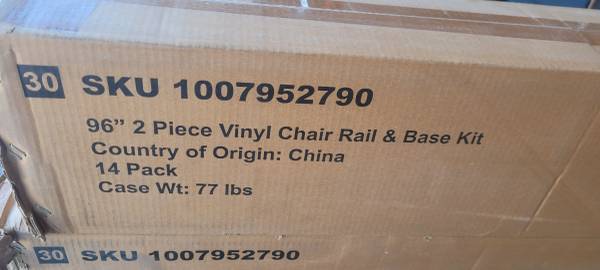 30 SKU 1007952790
96” 2 Piece Vinyl Chair Rail & Base Kit
Country of Origin: China
14 Pack
Case Wt: 77 lbs
30 SKU 1007952790